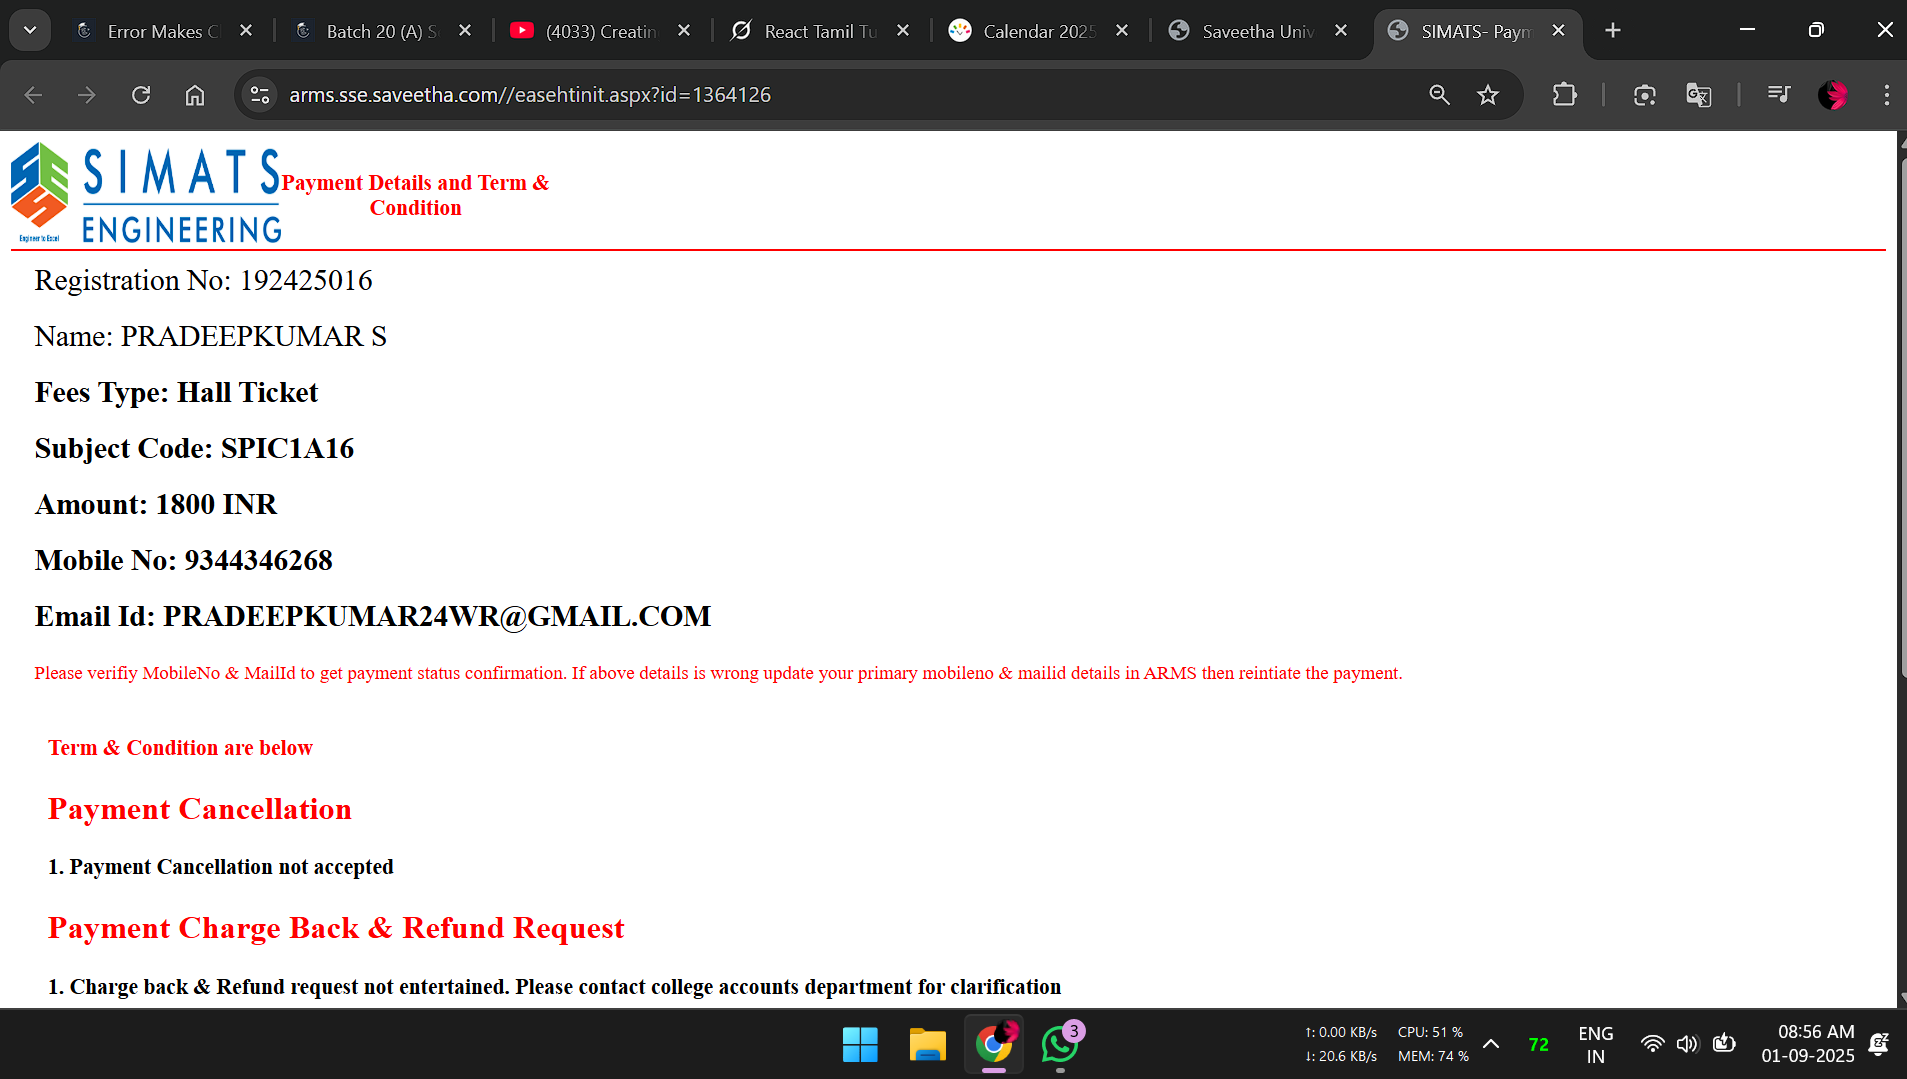 Error Makes C
Batch 20 (A) S
(4033) Creatin
React Tamil Tu
Calendar 2025
Saveetha Univ
SIMATS- Paym
arms.sse.saveetha.com//easehtinit.aspx?id=1364126
SIMATS
ENGINEERING
Engineer to Excel
Payment Details and Term &
Condition
Registration No: 192425016
Name: PRADEEPKUMAR S
Fees Type: Hall Ticket
Subject Code: SPIC1A16
Amount: 1800 INR
Mobile No: 9344346268
Email Id: PRADEEPKUMAR24WR@GMAIL.COM
Please verifiy MobileNo & MailId to get payment status confirmation. If above details is wrong update your primary mobileno & mailid details in ARMS then reintiate the payment.
Term & Condition are below
Payment Cancellation
1. Payment Cancellation not accepted
Payment Charge Back & Refund Request
1. Charge back & Refund request not entertained. Please contact college accounts department for clarification
3
↑: 0.00 KB/s
↓: 20.6 KB/s
CPU: 51 %
MEM: 74 %
72
ENG
IN
08:56 AM
01-09-2025